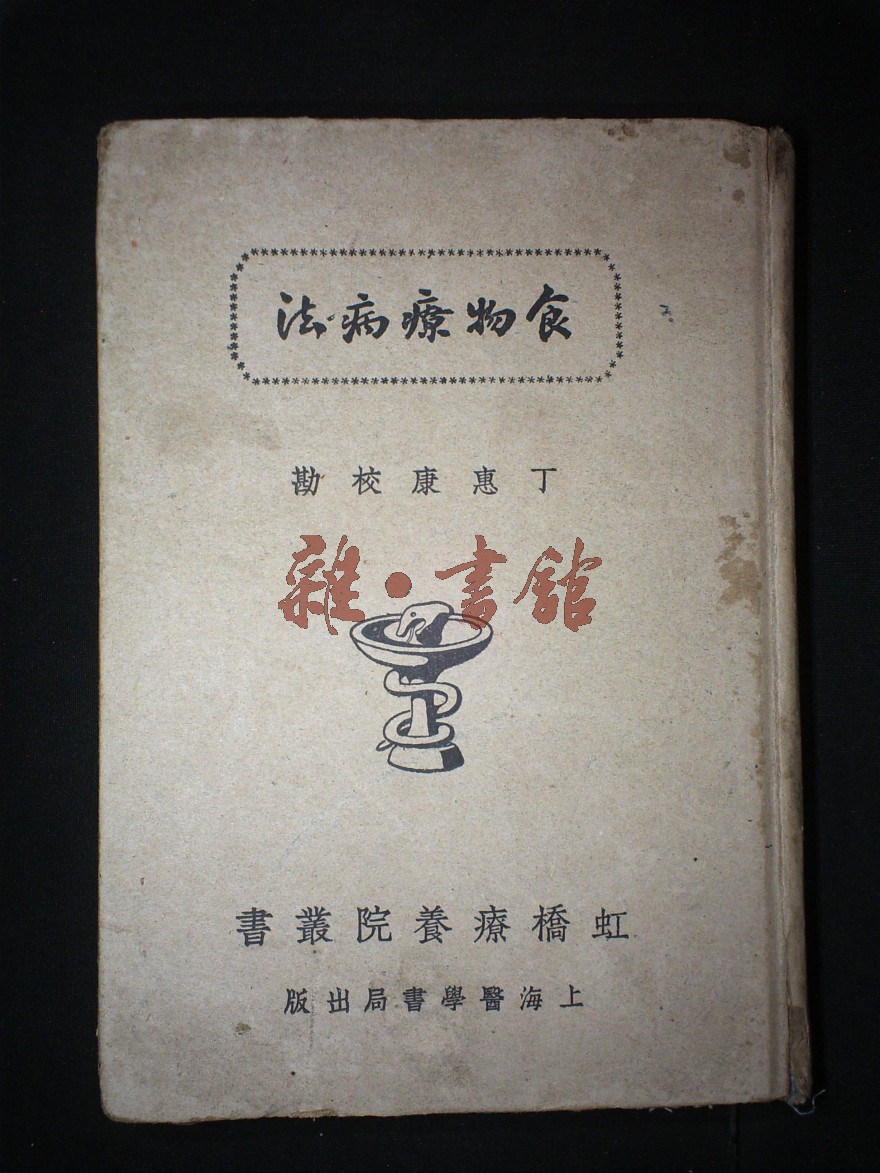 食物療病法
丁惠康校勘
雜·書館
虹橋療養院叢書
上海醫學書局出版